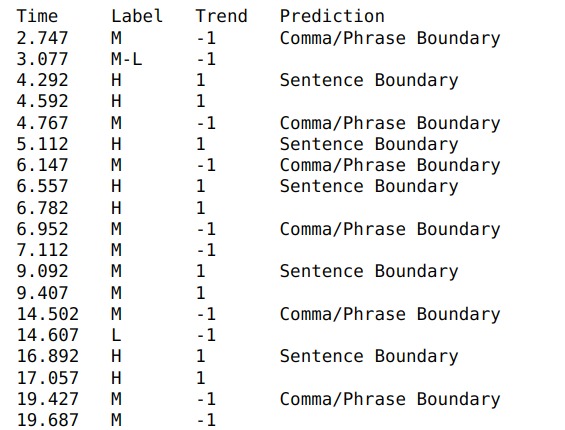 Time Label Trend Prediction
2.747 M -1 Comma/Phrase Boundary
3.077 M-L -1
4.292 H 1 Sentence Boundary
4.592 H 1
4.767 M -1 Comma/Phrase Boundary
5.112 H 1 Sentence Boundary
6.147 M -1 Comma/Phrase Boundary
6.557 H 1 Sentence Boundary
6.782 H 1
6.952 M -1 Comma/Phrase Boundary
7.112 M -1
9.092 M 1 Sentence Boundary
9.407 M 1
14.502 M -1 Comma/Phrase Boundary
14.607 L -1
16.892 H 1 Sentence Boundary
17.057 H 1
19.427 M -1 Comma/Phrase Boundary
19.687 M -1